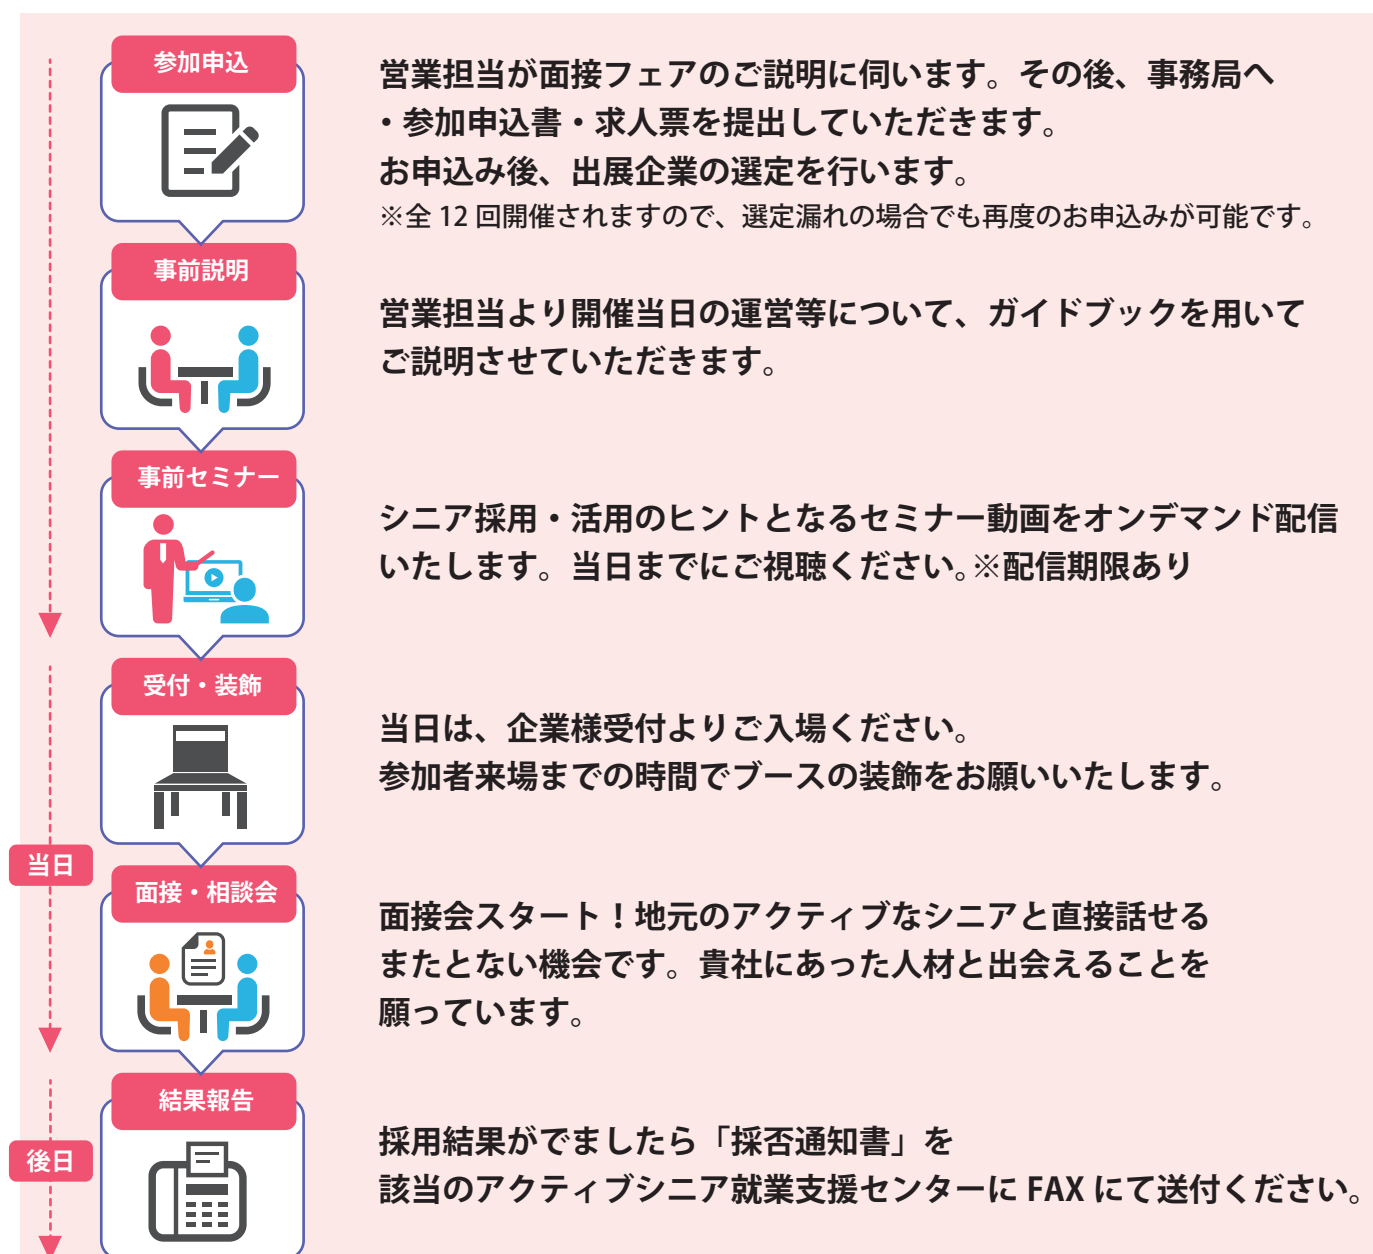 参加申込
営業担当が面接フェアのご説明に伺います。その後、事務局へ
・参加申込書・求人票を提出していただきます。
お申込み後、出展企業の選定を行います。
※全 12 回開催されますので、選定漏れの場合でも再度のお申込みが可能です。
事前説明
営業担当より開催当日の運営等について、ガイドブックを用いて
ご説明させていただきます。
事前セミナー
シニア採用・活用のヒントとなるセミナー動画をオンデマンド配信
いたします。当日までにご視聴ください。※配信期限あり
受付・装飾
当日は、企業様受付よりご入場ください。
参加者来場までの時間でブースの装飾をお願いいたします。
当日
面接・相談会
面接会スタート！地元のアクティブなシニアと直接話せる
またとない機会です。貴社にあった人材と出会えることを
願っています。
結果報告
後日
採用結果がでましたら「採否通知書」を
該当のアクティブシニア就業支援センターに FAX にて送付ください。